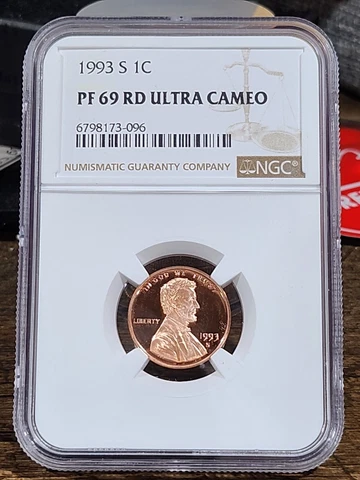 1993 S 1C
PF 69 RD ULTRA CAMEO
6798173-096
NUMISMATIC GUARANTY COMPANY NGC
IN GOD WE TRUST
LIBERTY
1993
S